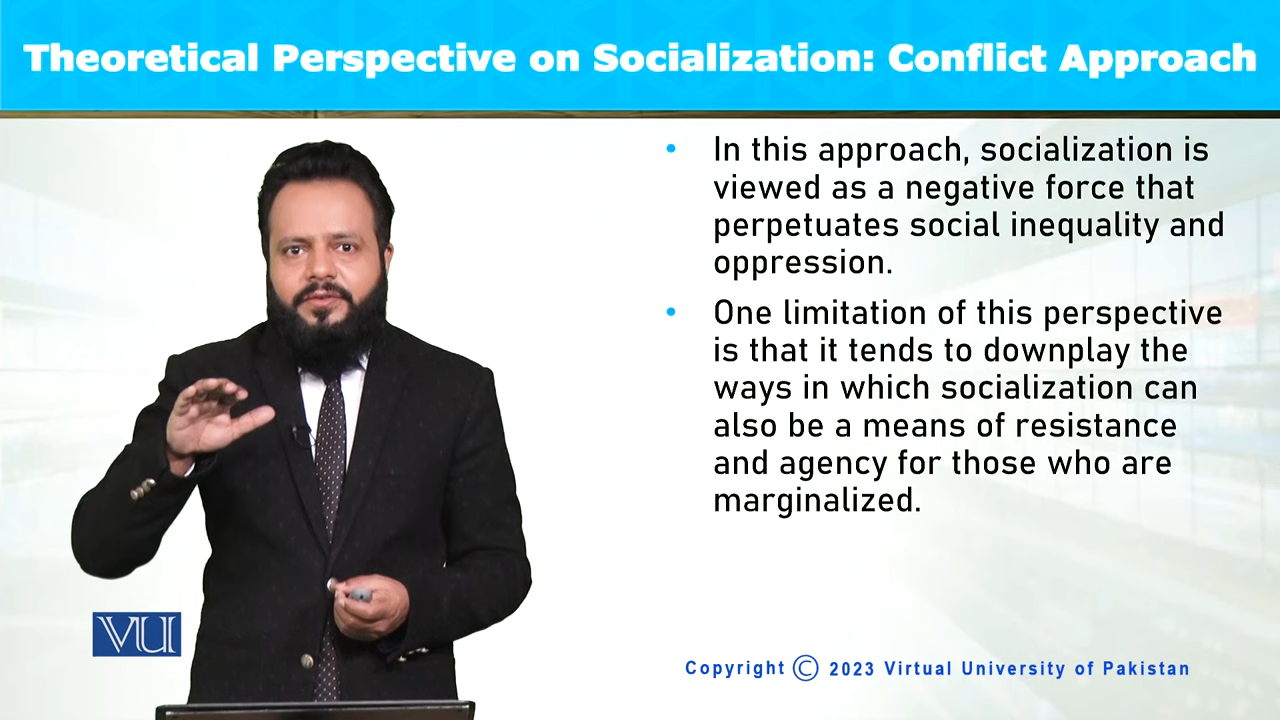 Theoretical Perspective on Socialization: Conflict Approach
• In this approach, socialization is
viewed as a negative force that
perpetuates social inequality and
oppression.
• One limitation of this perspective
is that it tends to downplay the
ways in which socialization can
also be a means of resistance
and agency for those who are
marginalized.
VU
Copyright © 2023 Virtual University of Pakistan